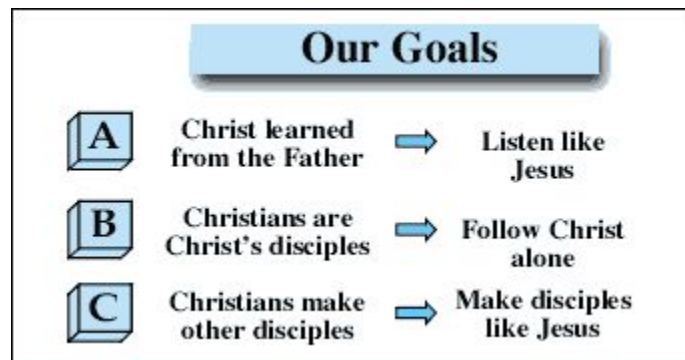 Our Goals
A
Christ learned
from the Father
Listen like
Jesus
B
Christians are
Christ's disciples
Follow Christ
alone
C
Christians make
other disciples
Make disciples
like Jesus